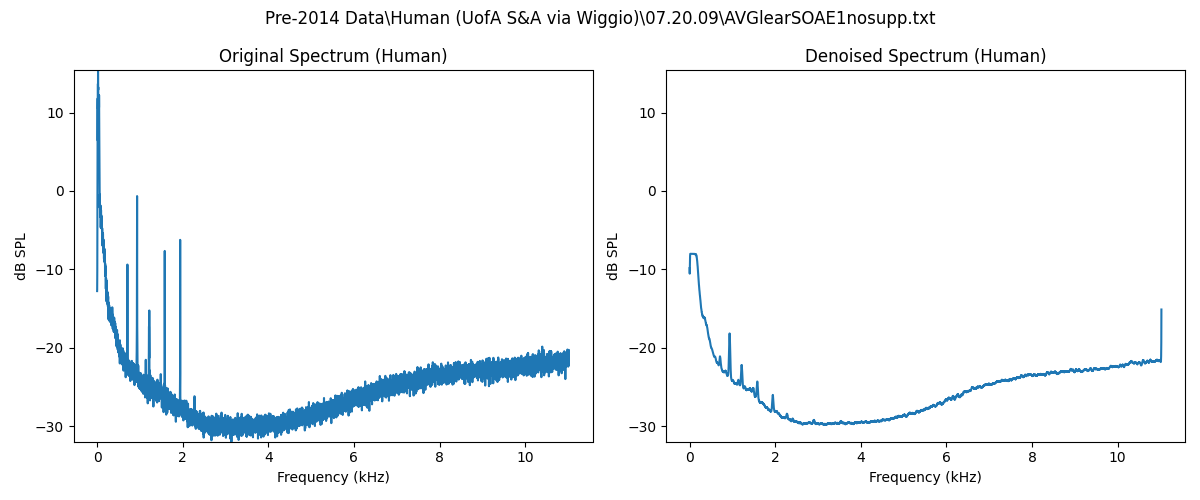 Pre-2014 Data\Human (UofA S&A via Wiggio)\07.20.09\AVGlearSOAE1nosupp.txt
Original Spectrum (Human)
10
0
−10
−20
−30
dB SPL
0 2 4 6 8 10
Frequency (kHz)
Denoised Spectrum (Human)
10
0
−10
−20
−30
dB SPL
0 2 4 6 8 10
Frequency (kHz)